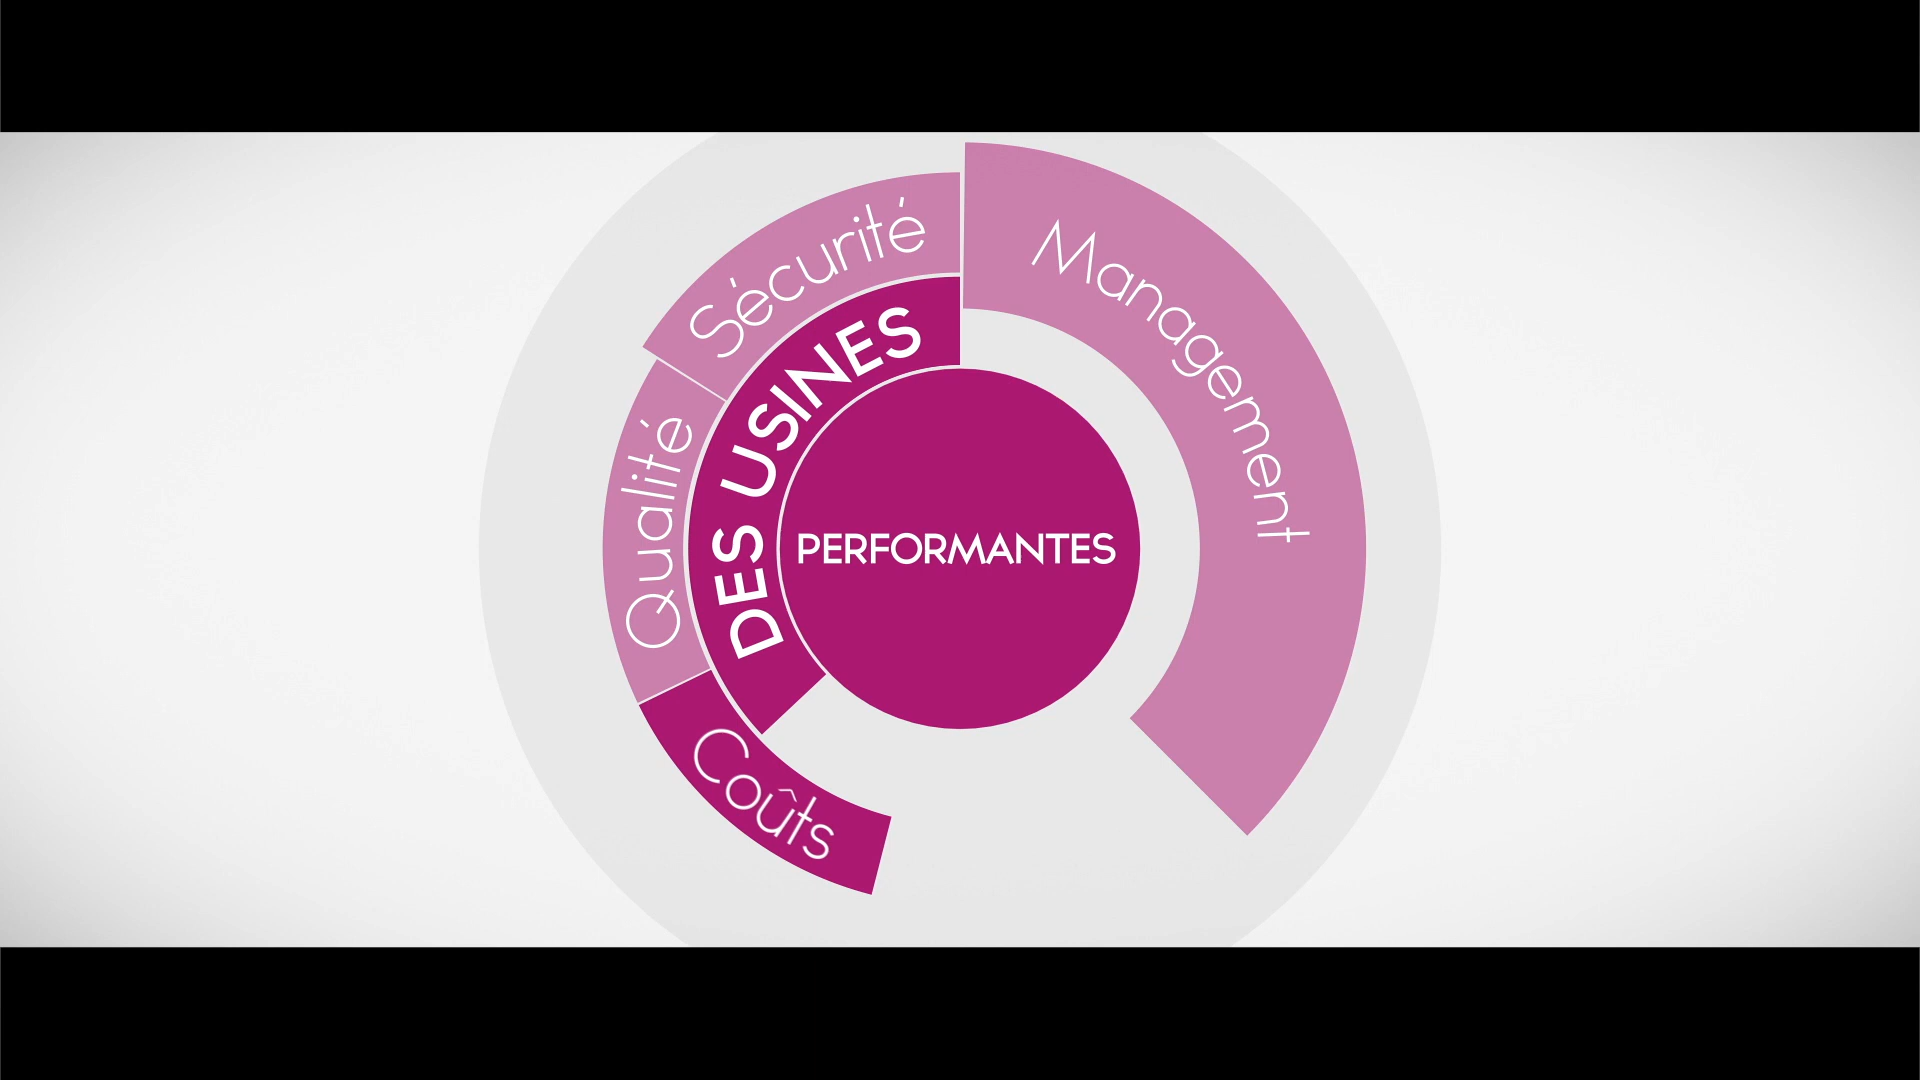 Sécurité
Management
DES USINES
Qualité
PERFORMANTES
Coûts